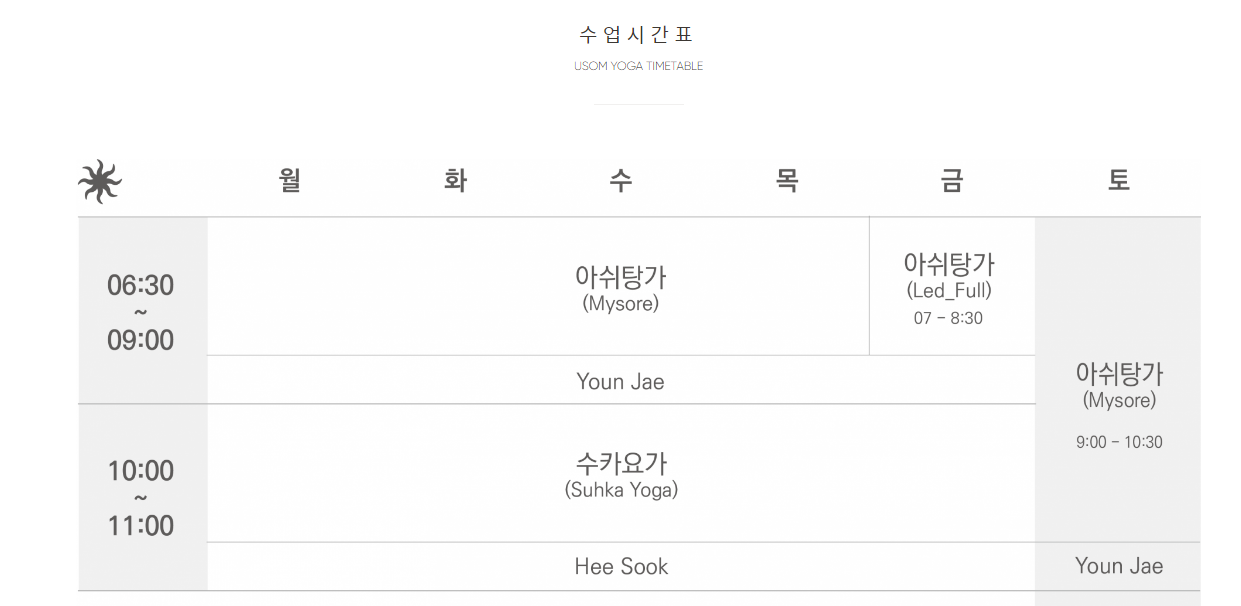 수업시간표
USOM YOGA TIMETABLE
월 화 수 목 금 토
06:30
~
09:00
아쉬탕가
(Mysore)
아쉬탕가
(Led_Full)
07 - 8:30
Youn Jae
10:00
~
11:00
수카요가
(Suhka Yoga)
Hee Sook
아쉬탕가
(Mysore)
9:00 - 10:30
Youn Jae